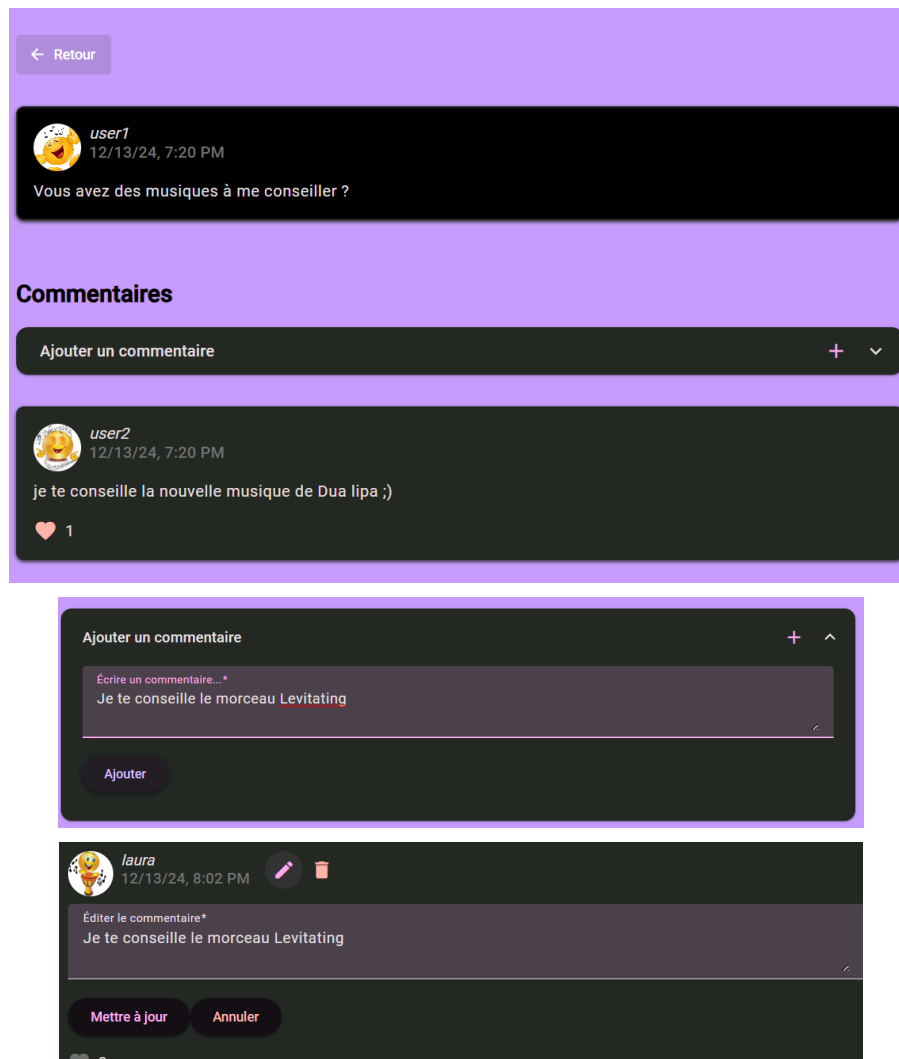 Retour
user1
12/13/24, 7:20 PM
Vous avez des musiques à me conseiller ?
Commentaires
Ajouter un commentaire
user2
12/13/24, 7:20 PM
je te conseille la nouvelle musique de Dua lipa ;)
1
Ajouter un commentaire
Écrire un commentaire...*
Je te conseille le morceau Levitating
Ajouter
laura
12/13/24, 8:02 PM
Éditer le commentaire*
Je te conseille le morceau Levitating
Mettre à jour Annuler